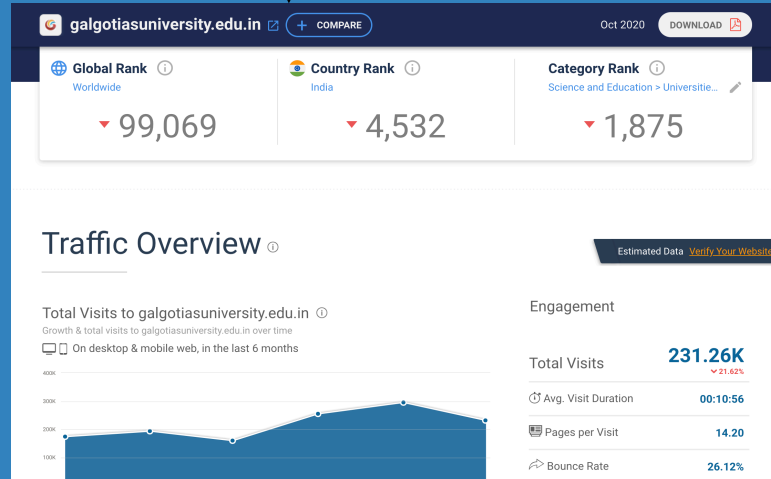 galgotiasuniversity.edu.in + COMPARE Oct 2020 DOWNLOAD
Global Rank Country Rank Category Rank
Worldwide India Science and Education > Universitie...
99,069 4,532 1,875
Traffic Overview
Estimated Data Verify Your Website
Total Visits to galgotiasuniversity.edu.in
Growth & total visits to galgotiasuniversity.edu.in over time
On desktop & mobile web, in the last 6 months
400K
300K
200K
100K
Engagement
Total Visits 231.26K
21.62%
Avg. Visit Duration 00:10:56
Pages per Visit 14.20
Bounce Rate 26.12%